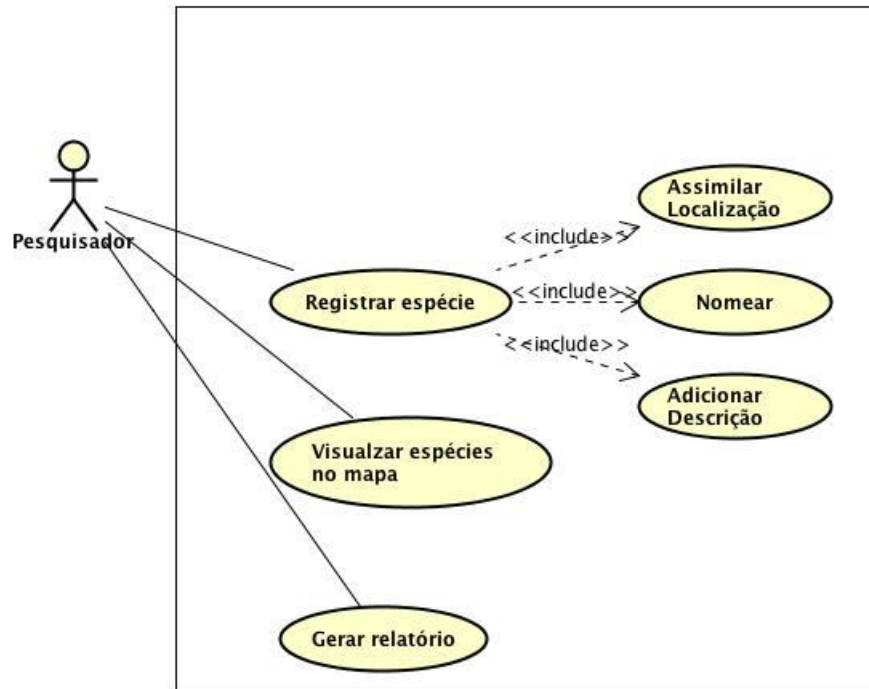 Pesquisador
Assimilar
Localização
<<include>>
Registrar espécie
<<include>>
Nomear
<<include>>
Adicionar
Descrição
Visualzar espécies
no mapa
Gerar relatório